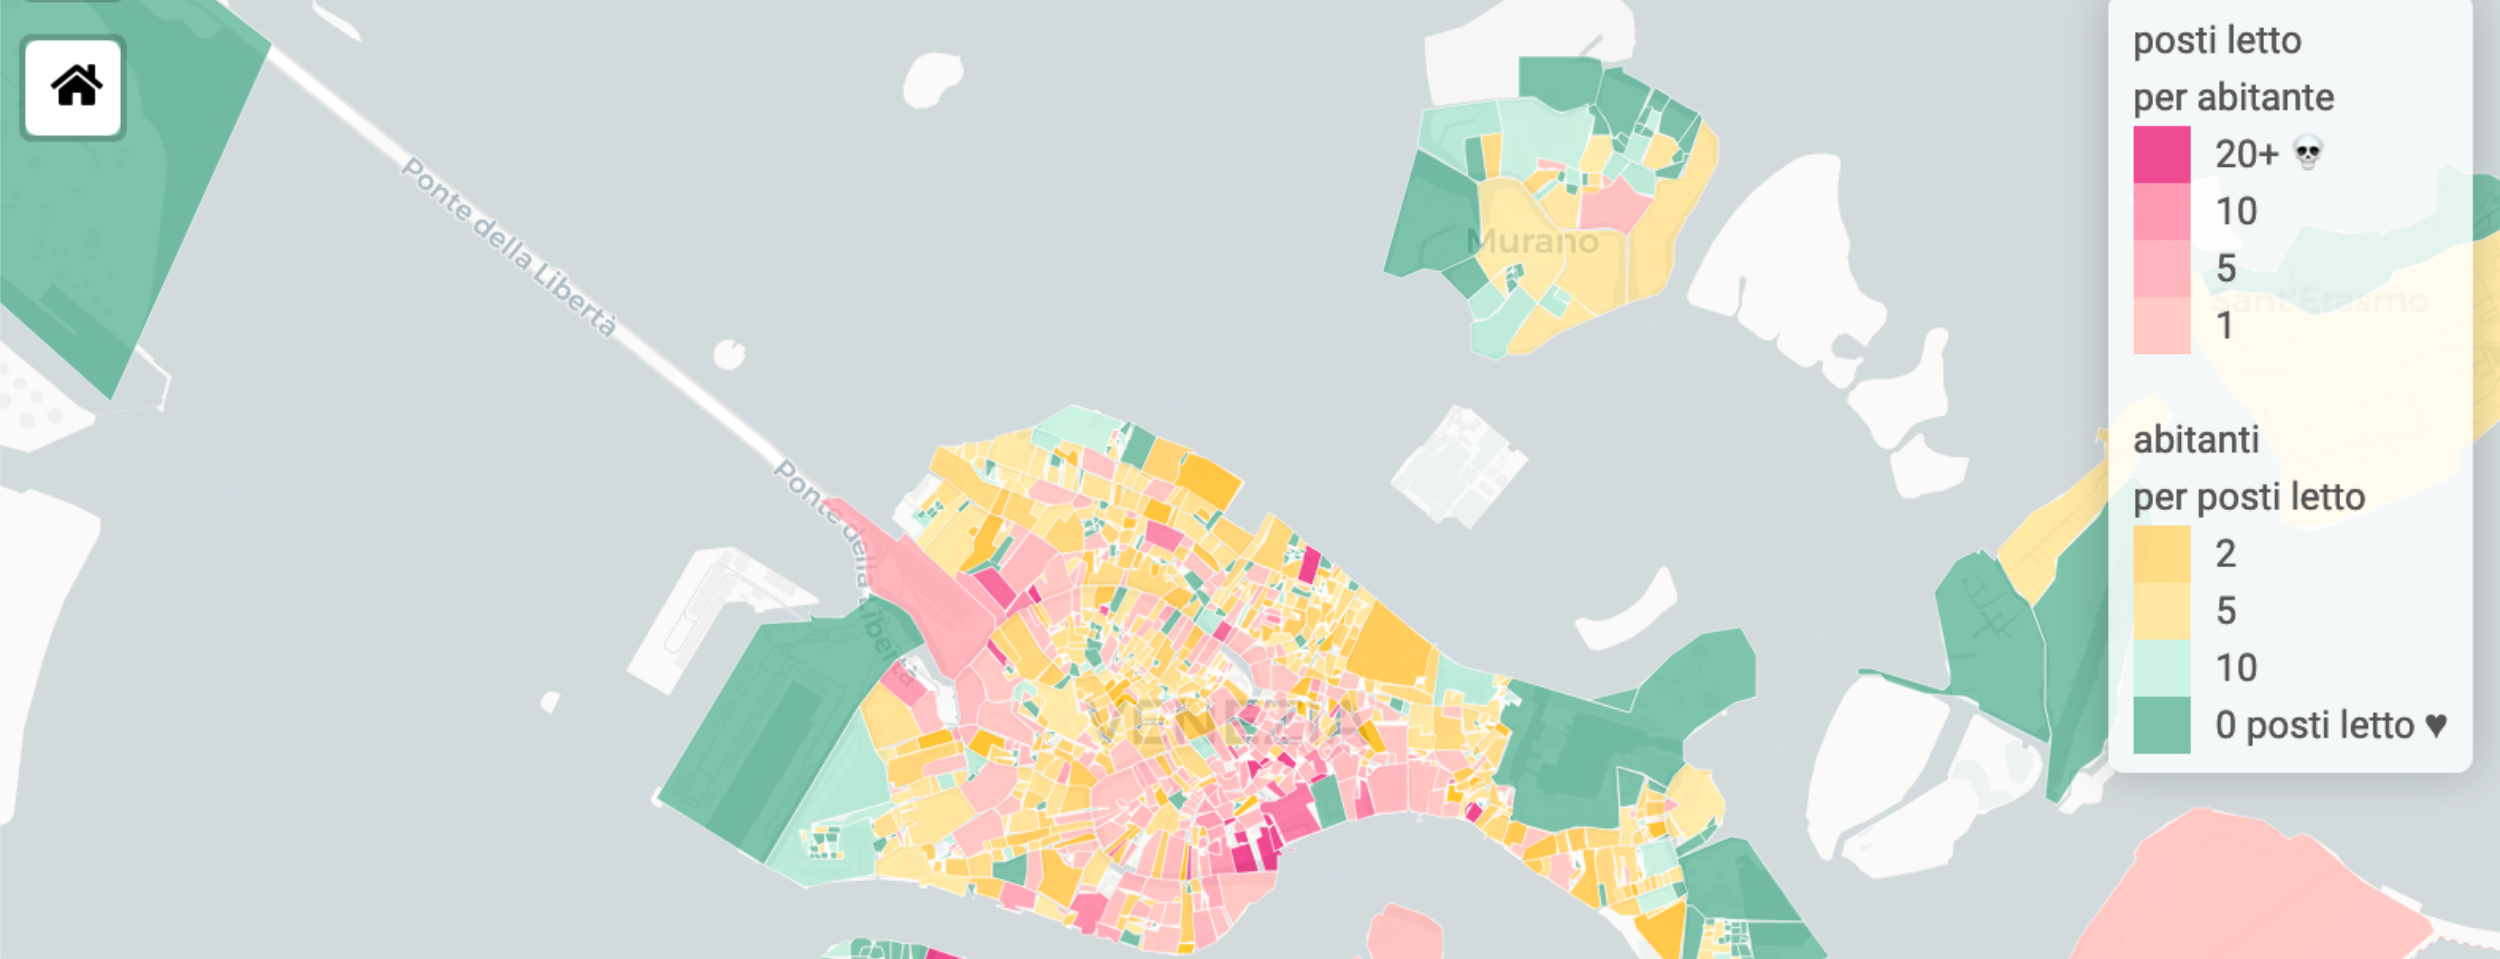 Ponte della Libertà
Murano
Sant'Erasmo
Ponte della Libertà
VENEZIA
posti letto
per abitante
20+ 💀
10
5
1
abitanti
per posti letto
2
5
10
0 posti letto ♥